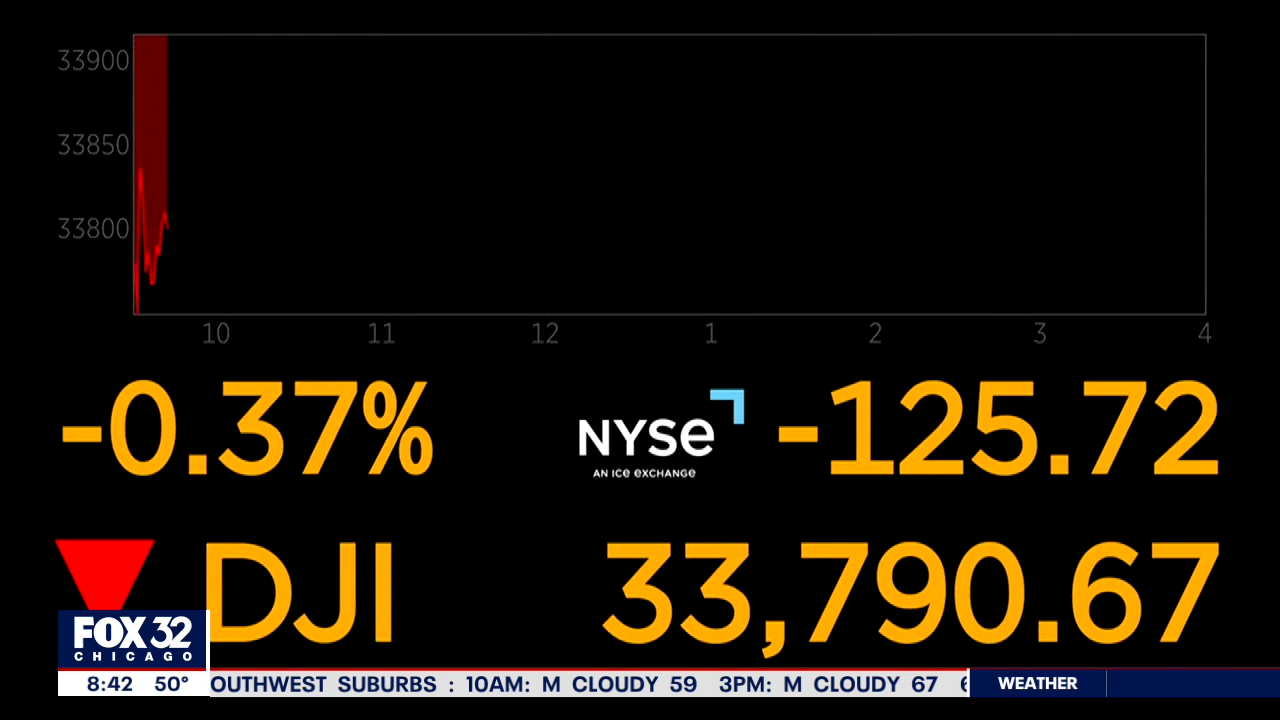 33900
33850
33800
10 11 12 1 2 3 4
-0.37% NYSE -125.72
AN ICE EXCHANGE
DJI 33,790.67
FOX 32
CHICAGO
8:42 50° OUTHWEST SUBURBS : 10AM: M CLOUDY 59 3PM: M CLOUDY 67 WEATHER